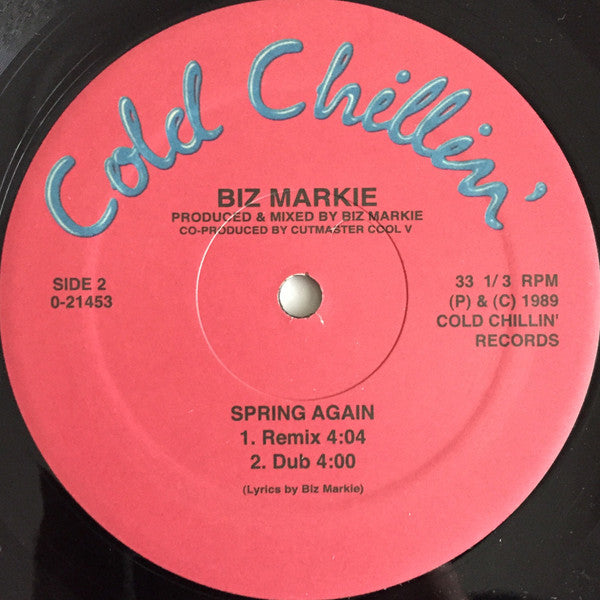 Cold Chillin'
BIZ MARKIE
PRODUCED & MIXED BY BIZ MARKIE
CO-PRODUCED BY CUTMASTER COOL V
SIDE 2
0-21453
33 1/3 RPM
(P) & (C) 1989
COLD CHILLIN'
RECORDS
SPRING AGAIN
1. Remix 4:04
2. Dub 4:00
(Lyrics by Biz Markie)